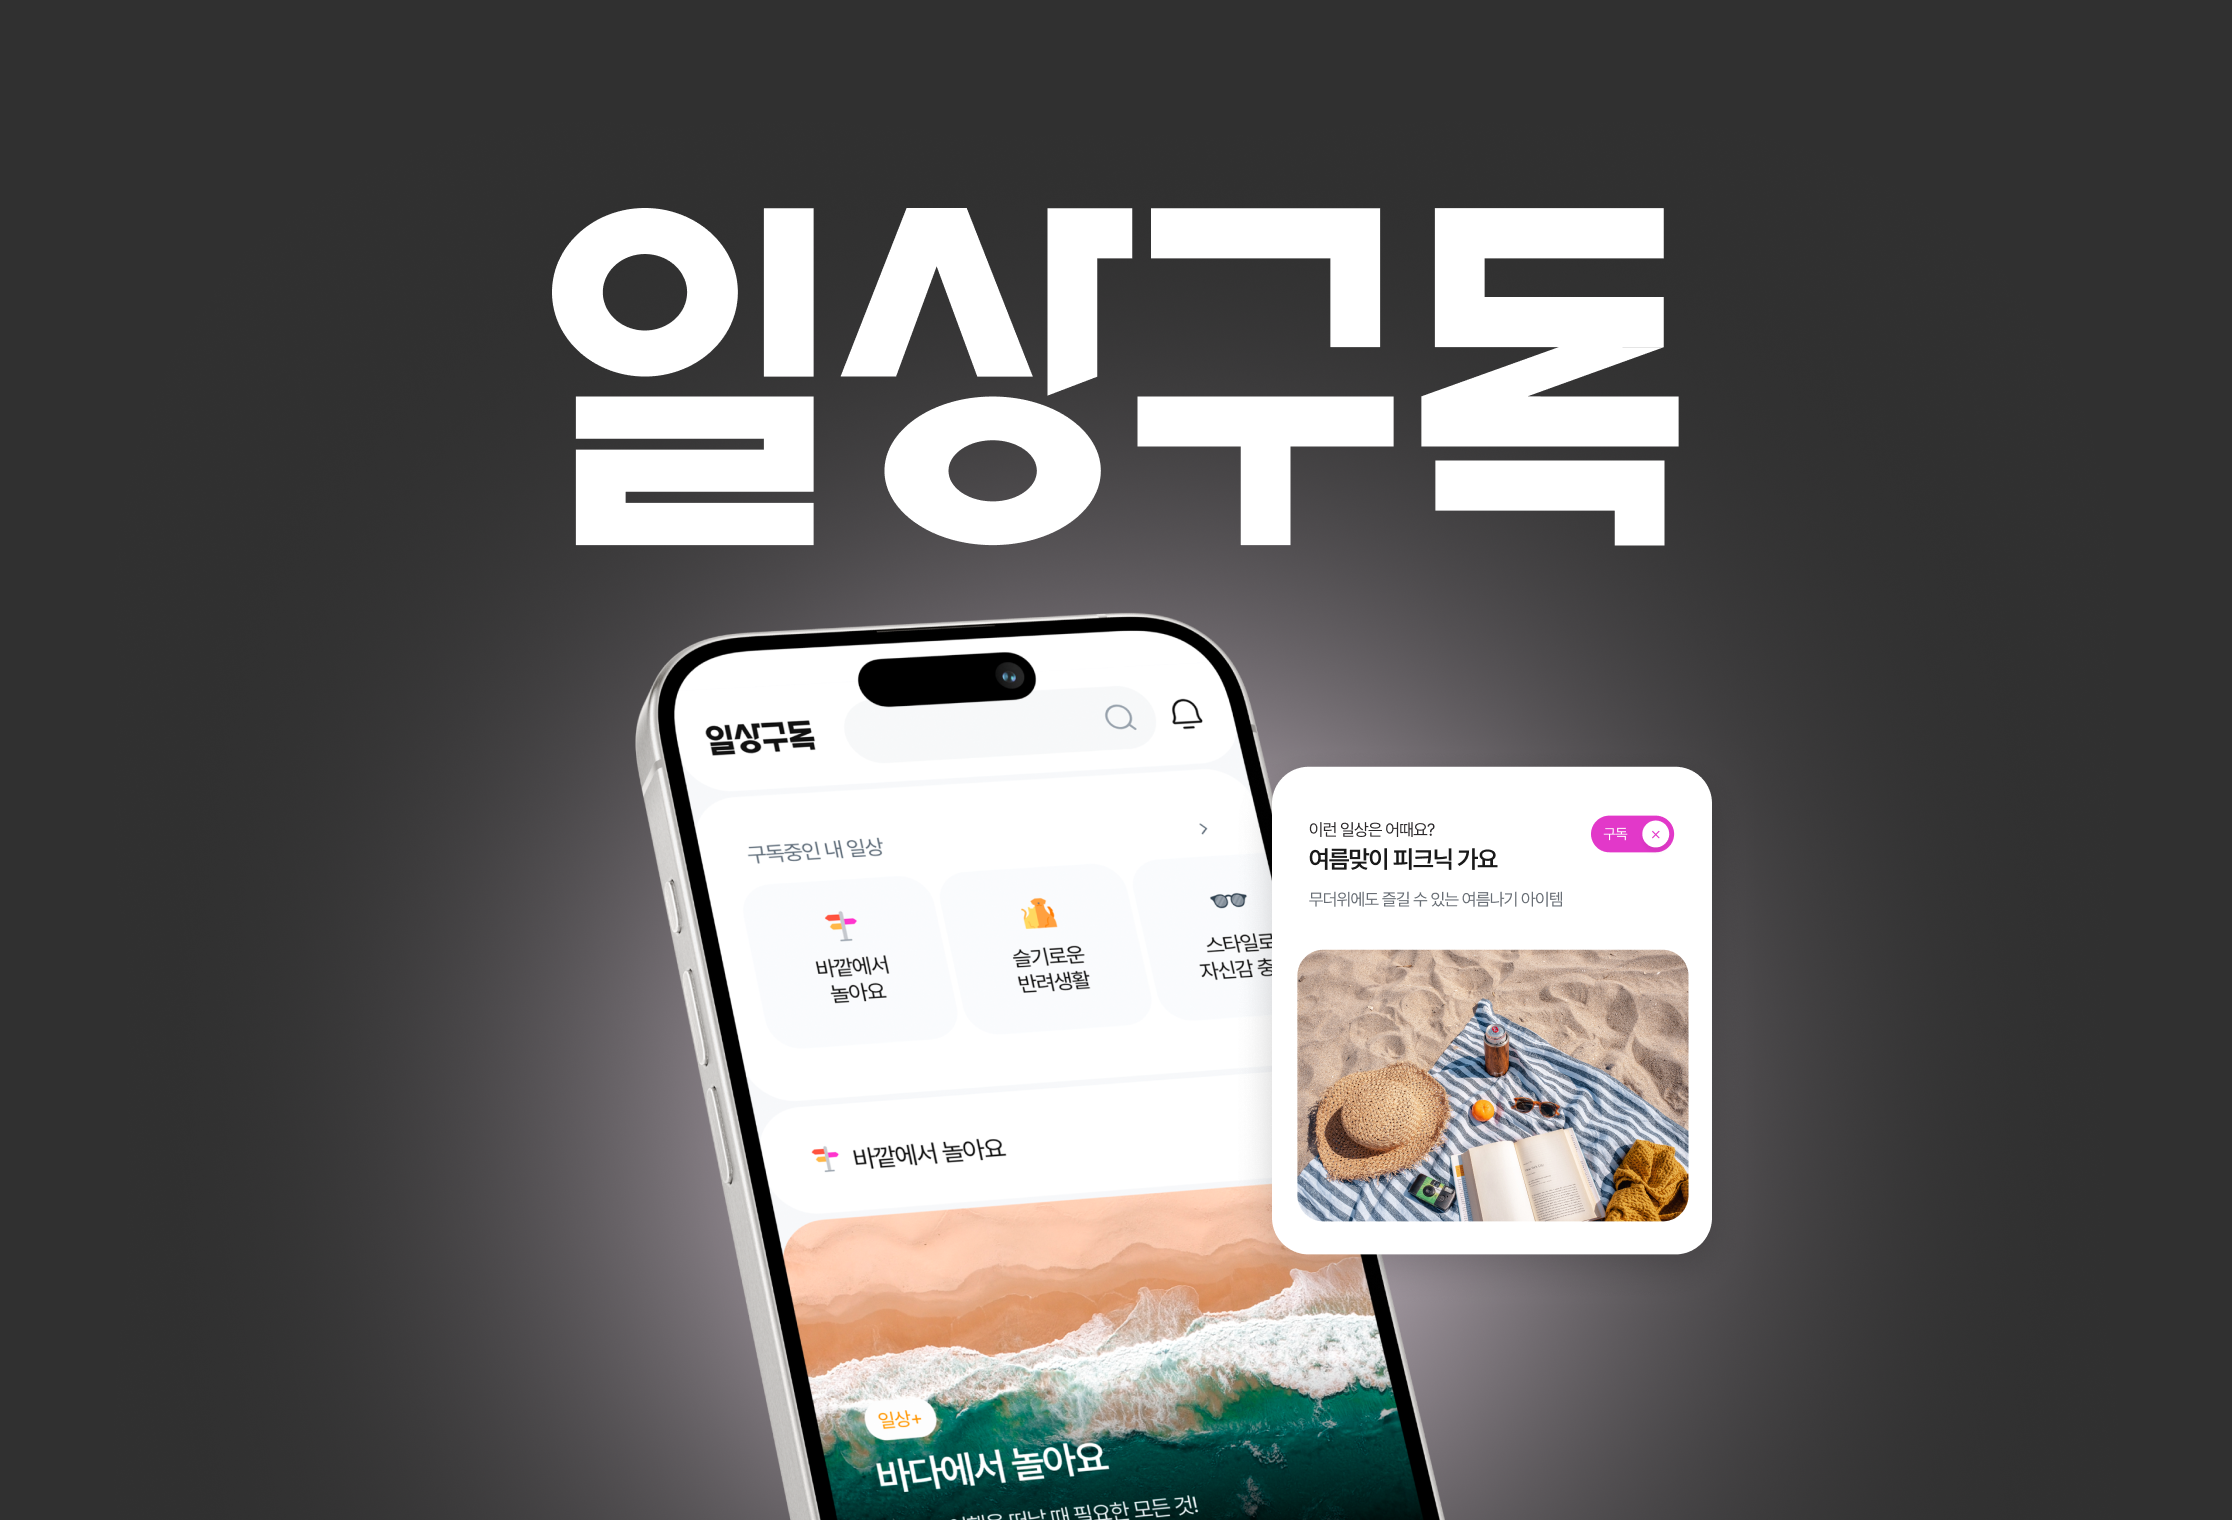 일상구독
일상구독
구독중인 내 일상
바깥에서
놀아요
슬기로운
반려생활
스타일로
자신감 충
바깥에서 놀아요
일상+
바다에서 놀아요
떠날 때 필요한 모든 것!
이런 일상은 어때요?
여름맞이 피크닉 가요
구독
무더위에도 즐길 수 있는 여름나기 아이템